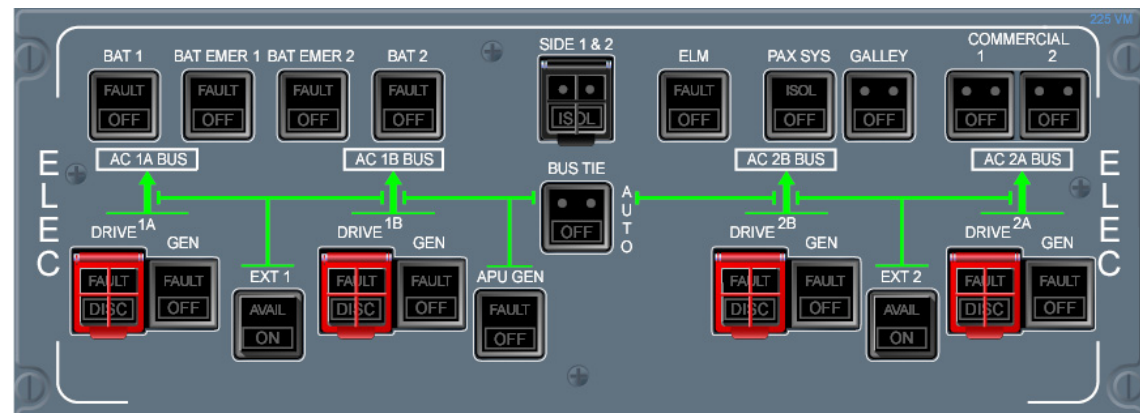 225 VM
BAT 1 BAT EMER 1 BAT EMER 2 BAT 2 SIDE 1 & 2 ELM PAX SYS GALLEY COMMERCIAL
1 2
FAULT FAULT FAULT FAULT FAULT ISOL
OFF OFF OFF OFF ISOL OFF OFF OFF OFF OFF
ELEC
AC 1A BUS AC 1B BUS AC 2B BUS AC 2A BUS
BUS TIE
OFF
AUTO
ELEC
DRIVE 1A GEN DRIVE 1B GEN DRIVE 2B GEN DRIVE 2A GEN
EXT 1 APU GEN EXT 2
FAULT FAULT FAULT FAULT FAULT FAULT FAULT FAULT
DISC OFF DISC OFF DISC OFF DISC OFF
AVAIL FAULT AVAIL
ON OFF ON